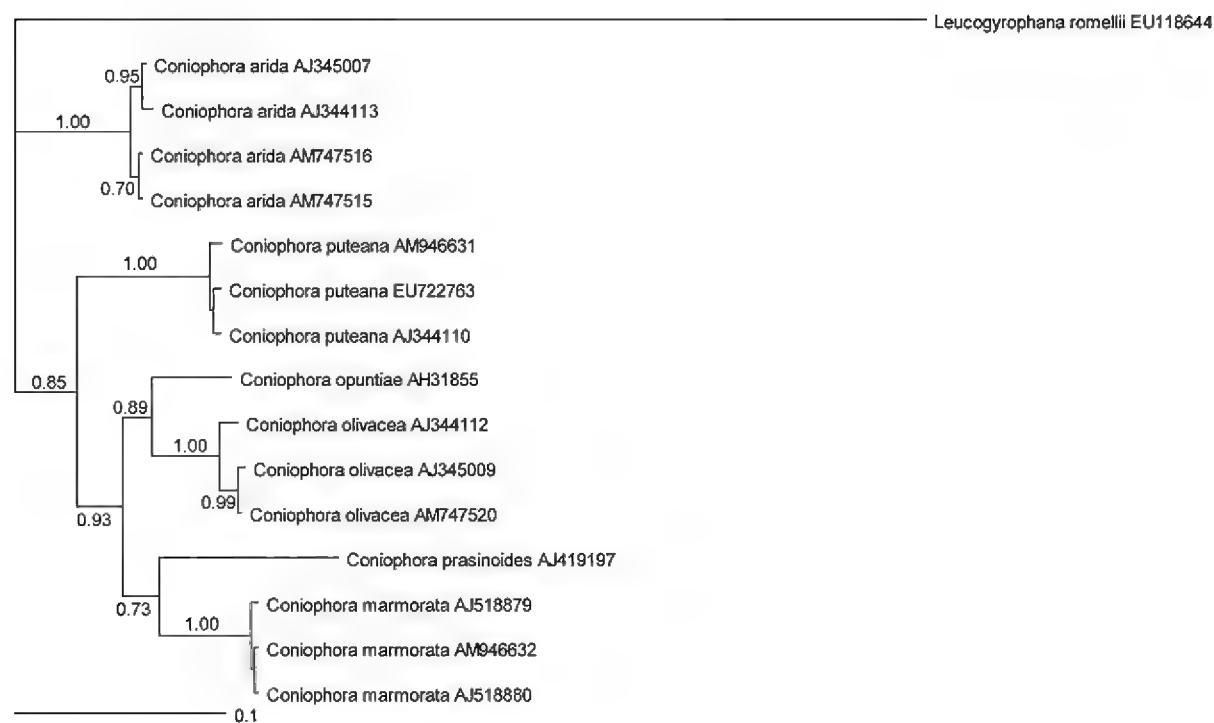 Leucogyrophana romellii EU118644
0.95
Coniophora arida AJ345007
Coniophora arida AJ344113
1.00
Coniophora arida AM747516
0.70
Coniophora arida AM747515
Coniophora puteana AM946631
1.00
Coniophora puteana EU722763
Coniophora puteana AJ344110
0.85
Coniophora opuntiae AH31855
0.89
Coniophora olivacea AJ344112
1.00
Coniophora olivacea AJ345009
0.99
Coniophora olivacea AM747520
0.93
Coniophora prasinoides AJ419197
0.73
Coniophora marmorata AJ518879
1.00
Coniophora marmorata AM946632
Coniophora marmorata AJ518880
0.1